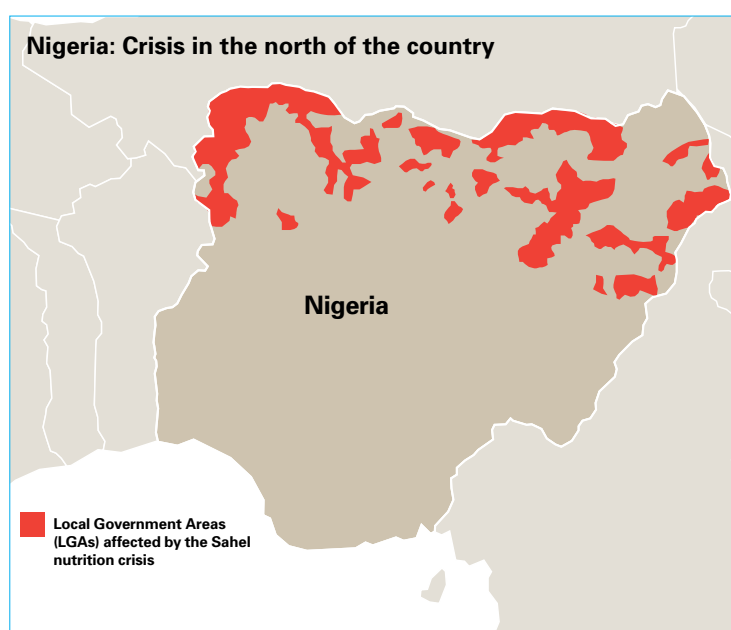 Nigeria: Crisis in the north of the country
Nigeria
Local Government Areas
(LGAs) affected by the Sahel
nutrition crisis